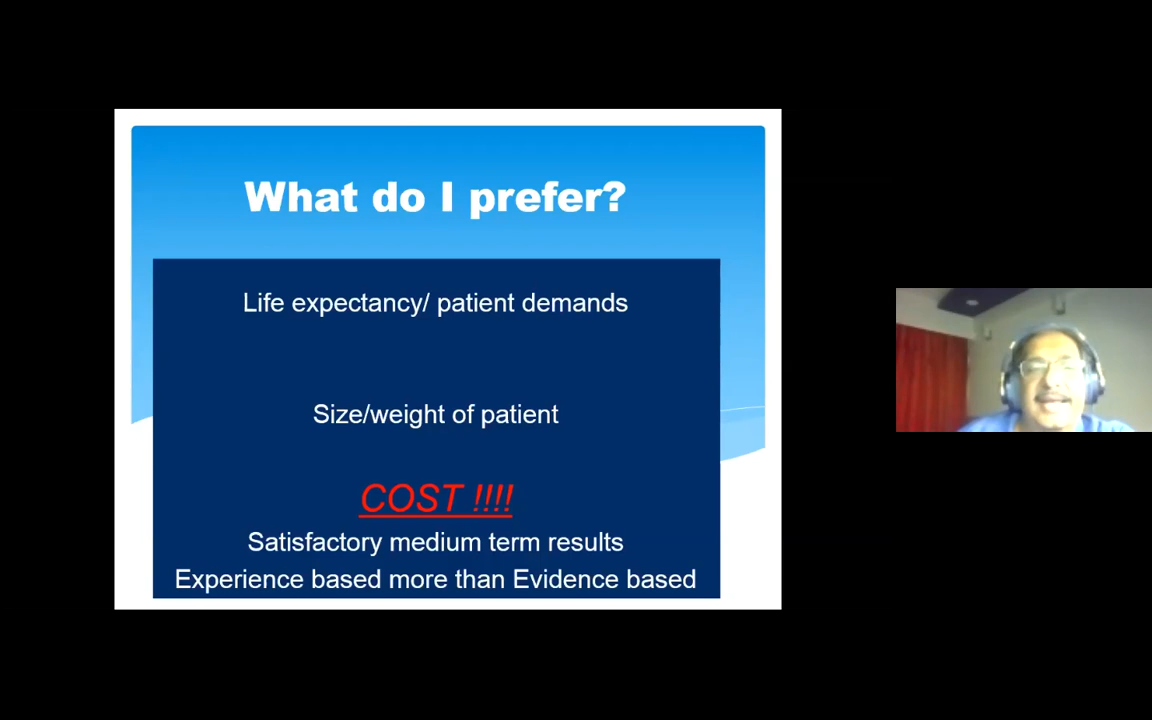 What do I prefer?
Life expectancy/ patient demands
Size/weight of patient
COST !!!!
Satisfactory medium term results
Experience based more than Evidence based